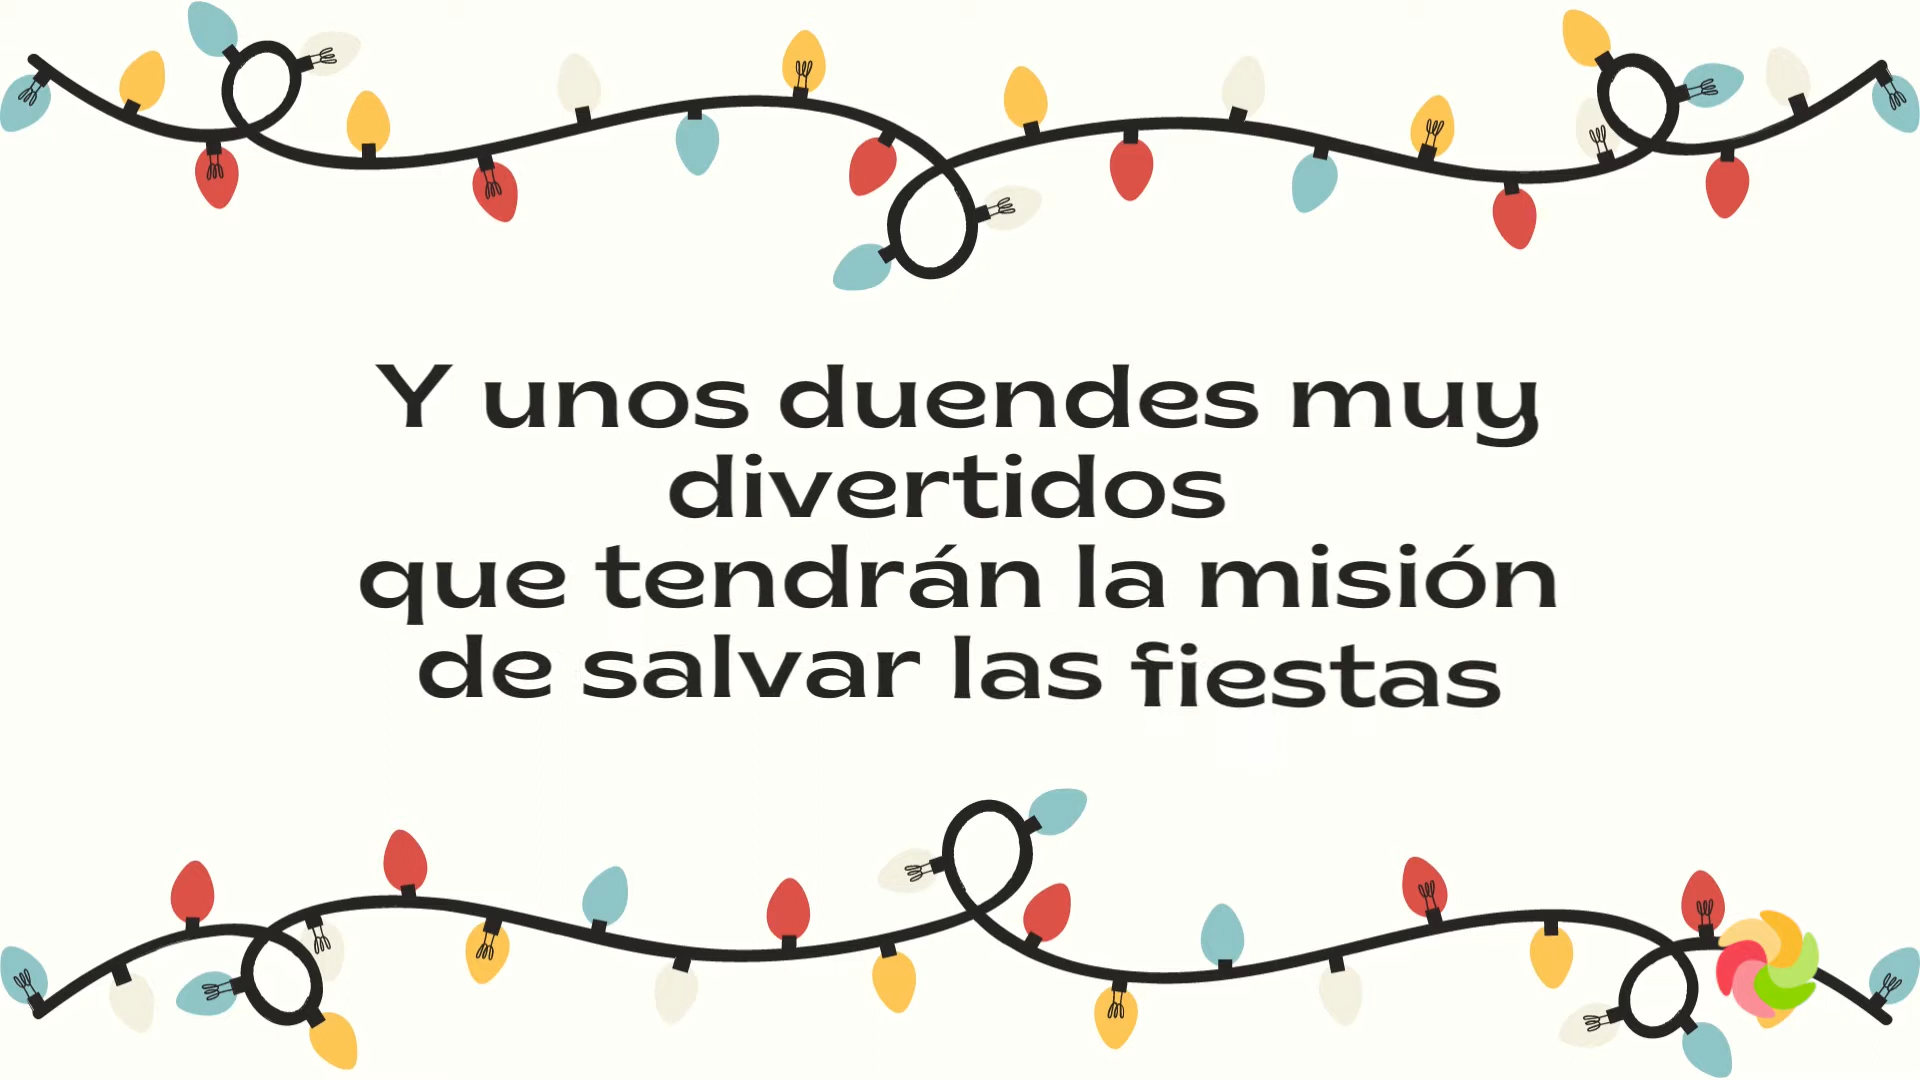 Y unos duendes muy
divertidos
que tendrán la misión
de salvar las fiestas